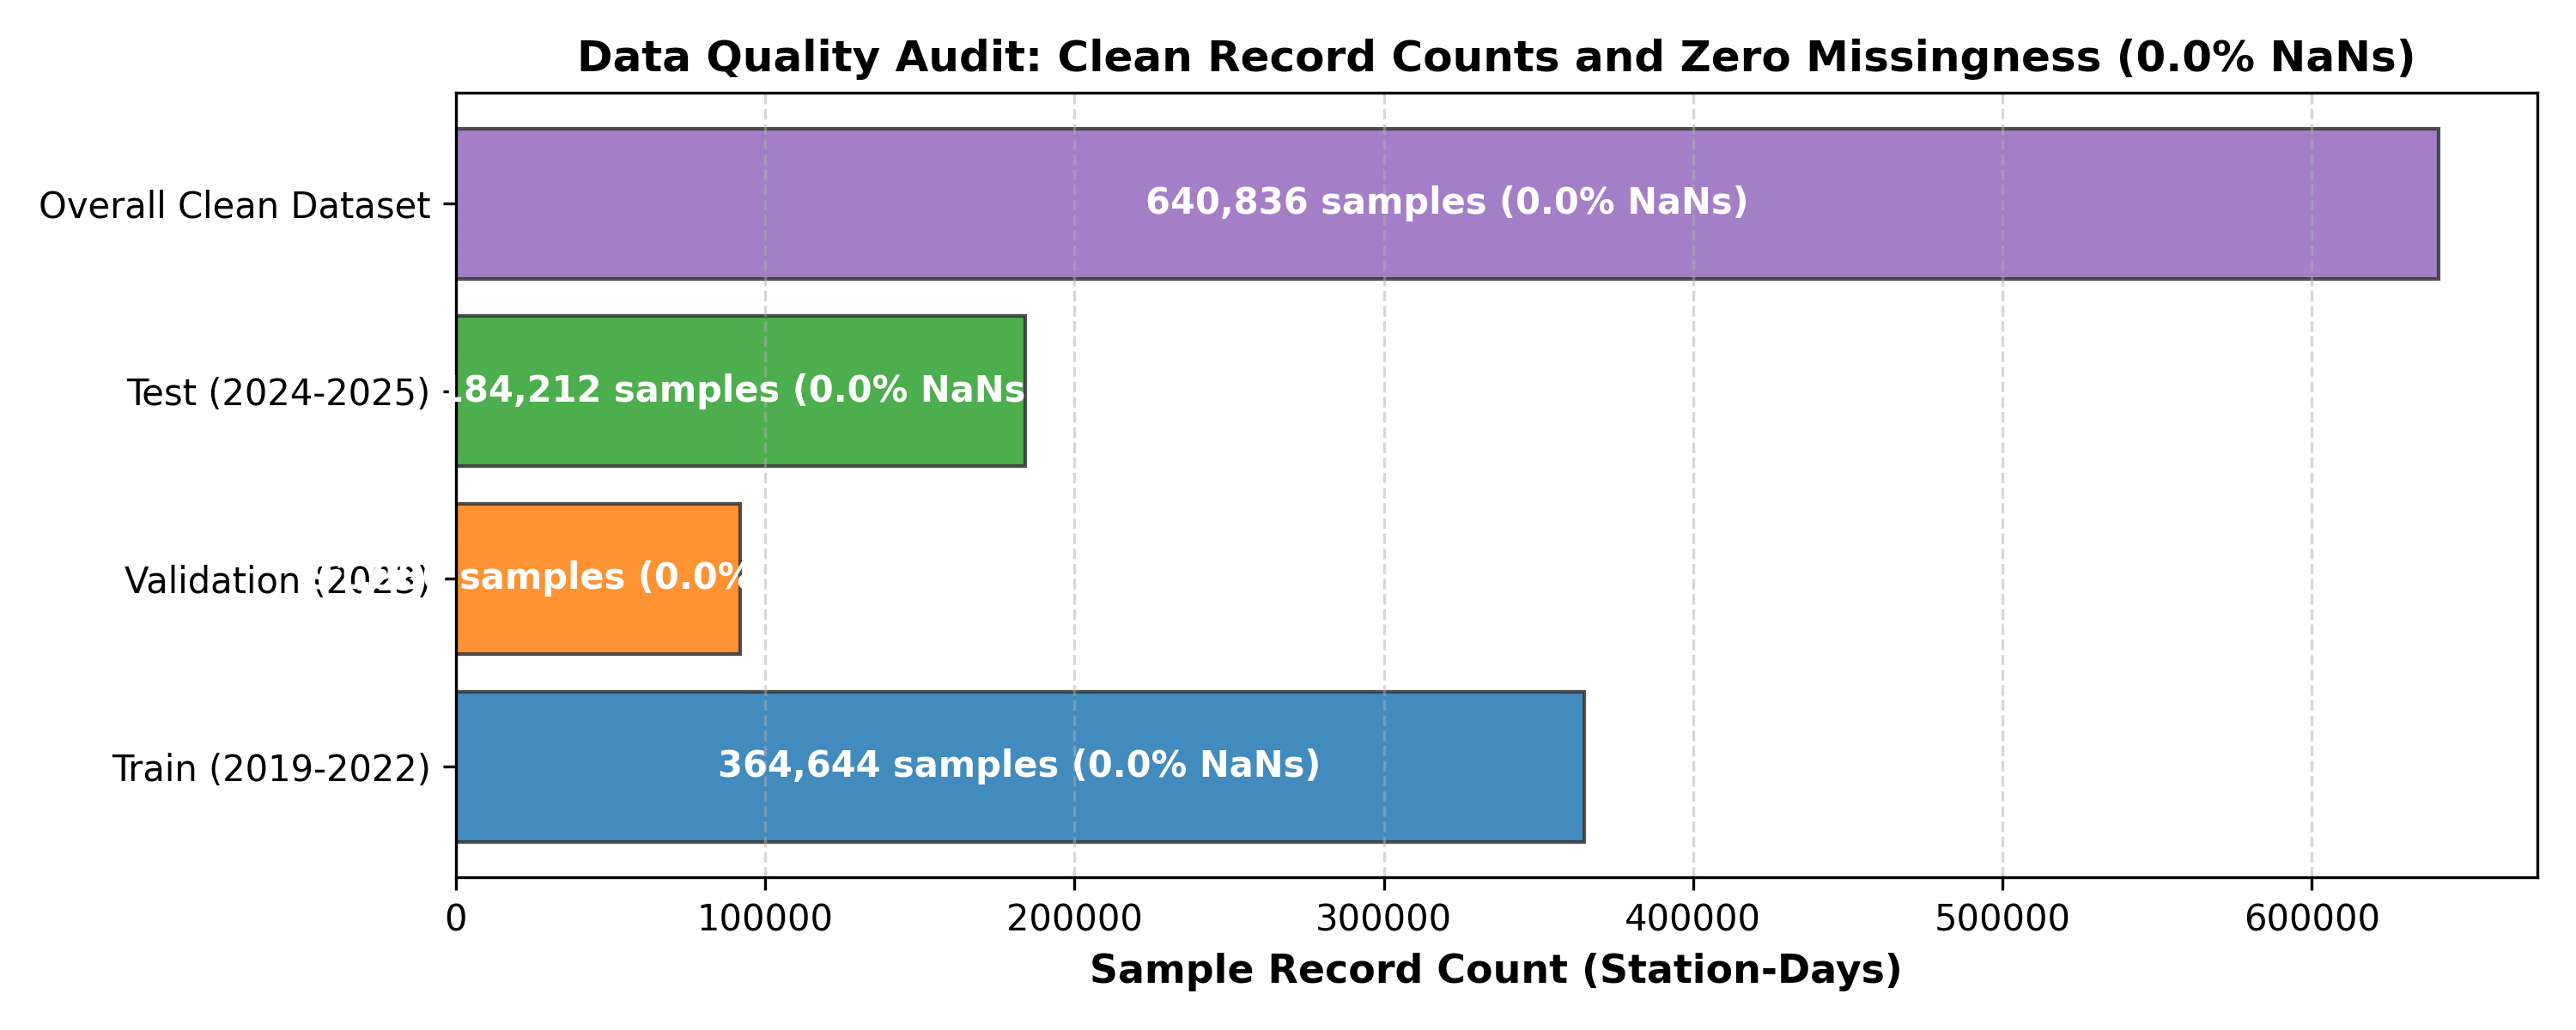 Data Quality Audit: Clean Record Counts and Zero Missingness (0.0% NaNs)
Overall Clean Dataset
640,836 samples (0.0% NaNs)
Test (2024-2025)
184,212 samples (0.0% NaNs
Validation (2023)
samples (0.0%
Train (2019-2022)
364,644 samples (0.0% NaNs)
0 100000 200000 300000 400000 500000 600000
Sample Record Count (Station-Days)